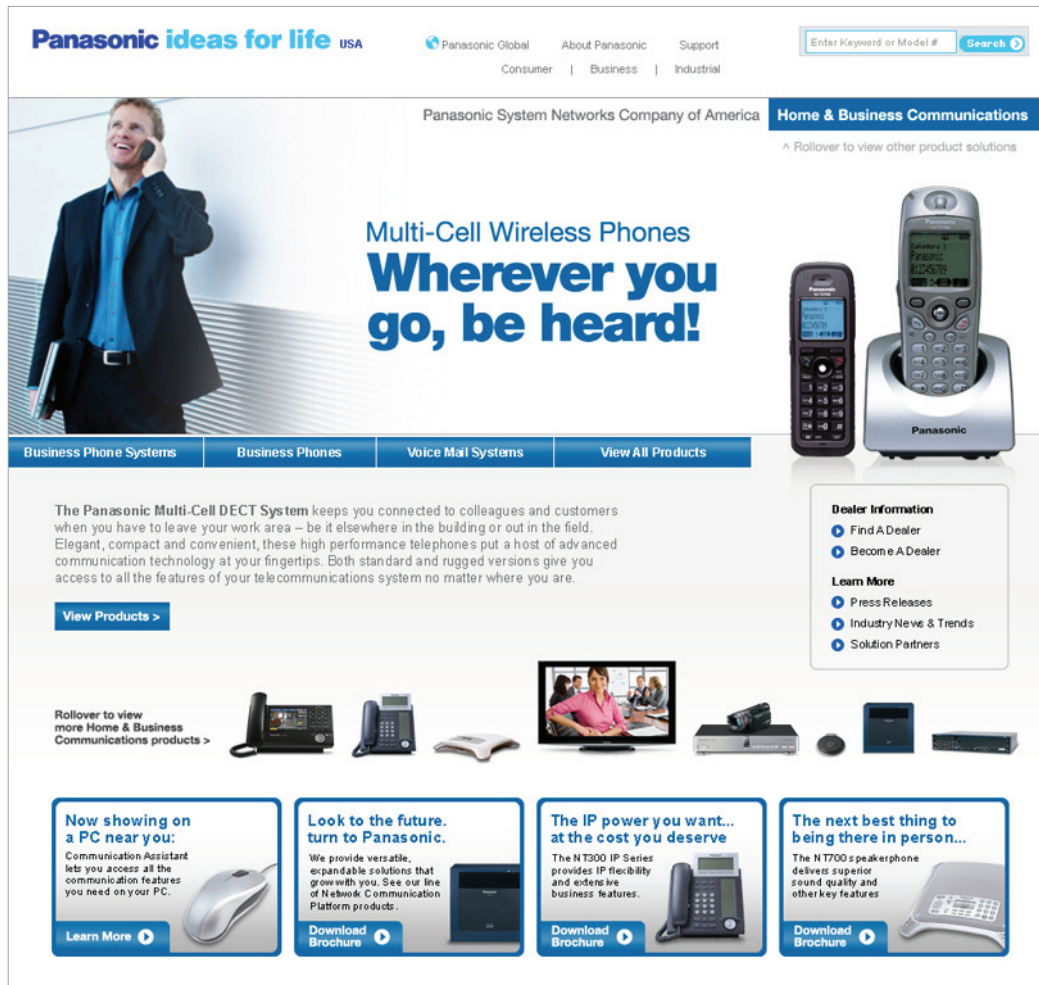 Panasonic ideas for life USA
Panasonic Global About Panasonic Support
Consumer | Business | Industrial
Enter Keyword or Model # Search
Panasonic System Networks Company of America
Home & Business Communications
^ Rollover to view other product solutions
Multi-Cell Wireless Phones
Wherever you
go, be heard!
Panasonic
Category 1
Panasonic
0123456789
Panasonic
Panasonic
Business Phone Systems Business Phones Voice Mail Systems View All Products
The Panasonic Multi-Cell DECT System keeps you connected to colleagues and customers
when you have to leave your work area – be it elsewhere in the building or out in the field.
Elegant, compact and convenient, these high performance telephones put a host of advanced
communication technology at your fingertips. Both standard and rugged versions give you
access to all the features of your telecommunications system no matter where you are.
View Products >
Dealer Information
Find A Dealer
Become A Dealer
Learn More
Press Releases
Industry News & Trends
Solution Partners
Rollover to view
more Home & Business
Communications products >
Now showing on
a PC near you:
Communication Assistant
lets you access all the
communication features
you need on your PC.
Learn More
Look to the future.
turn to Panasonic.
We provide versatile,
expandable solutions that
grow with you. See our line
of Network Communication
Platform products.
Download
Brochure
The IP power you want...
at the cost you deserve
The NT300 IP Series
provides IP flexibility
and extensive
business features.
Download
Brochure
The next best thing to
being there in person...
The NT700 speakerphone
delivers superior
sound quality and
other key features
Download
Brochure